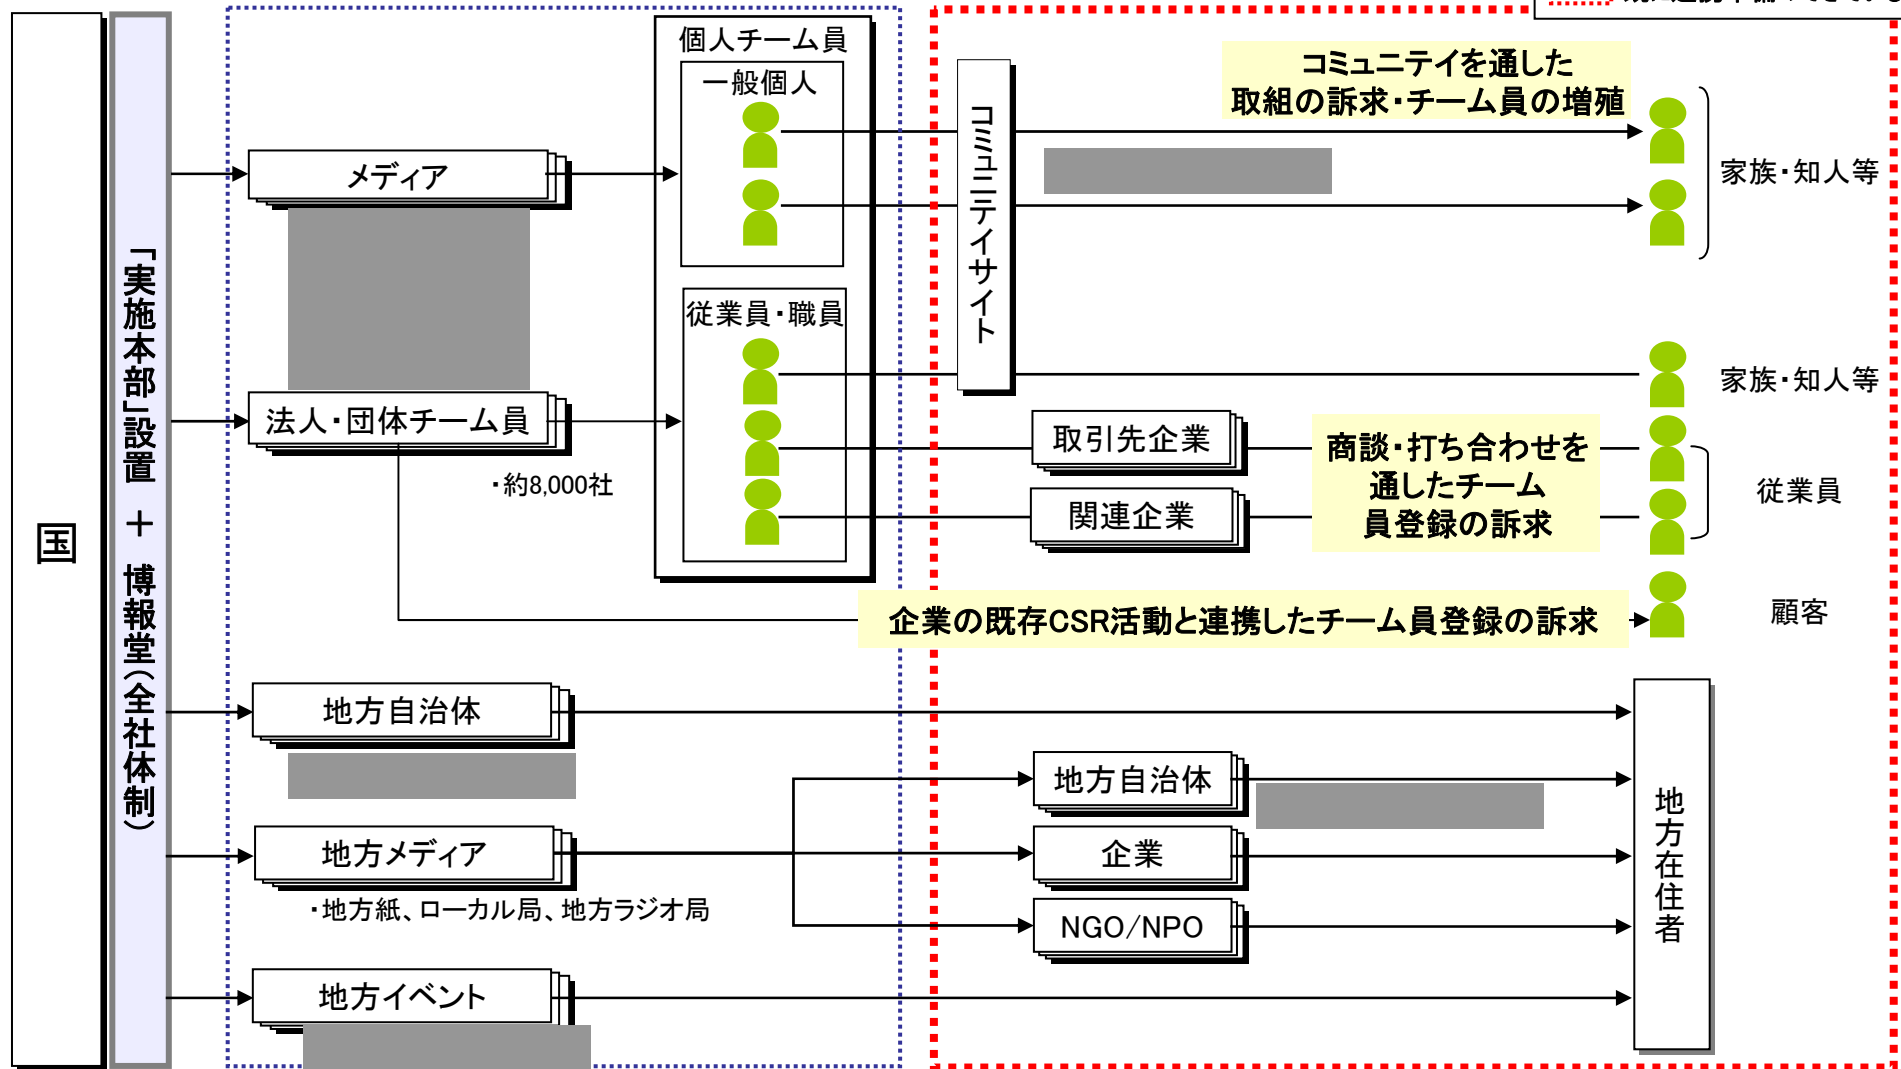 国
「実施本部」設置 ＋ 博報堂（全社体制）
個人チーム員
一般個人
メディア
従業員・職員
法人・団体チーム員
・約8,000社
コミュニテイサイト
コミュニテイを通した
取組の訴求・チーム員の増殖
家族・知人等
家族・知人等
取引先企業
関連企業
商談・打ち合わせを
通したチーム
員登録の訴求
従業員
企業の既存CSR活動と連携したチーム員登録の訴求
顧客
地方自治体
地方メディア
・地方紙、ローカル局、地方ラジオ局
地方イベント
地方自治体
企業
NGO/NPO
地方在住者